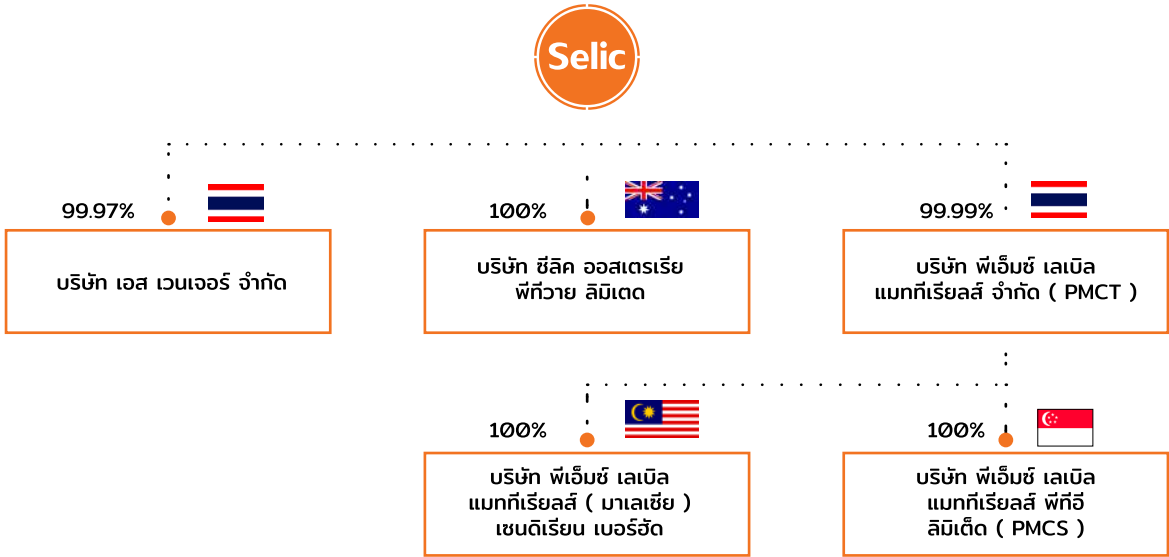 Selic
99.97%
บริษัท เอส เวนเจอร์ จำกัด
100%
บริษัท ซีลิค ออสเตรเรีย
พีทีวาย ลิมิเตด
99.99%
บริษัท พีเอ็มซี เลเบิล
แมททีเรียลส์ จำกัด ( PMCT )
100%
บริษัท พีเอ็มซี เลเบิล
แมททีเรียลส์ ( มาเลเซีย )
เซนดิเรียน เบอร์ฮัด
100%
บริษัท พีเอ็มซี เลเบิล
แมททีเรียลส์ พีทีอี
ลิมิเต็ด ( PMCS )